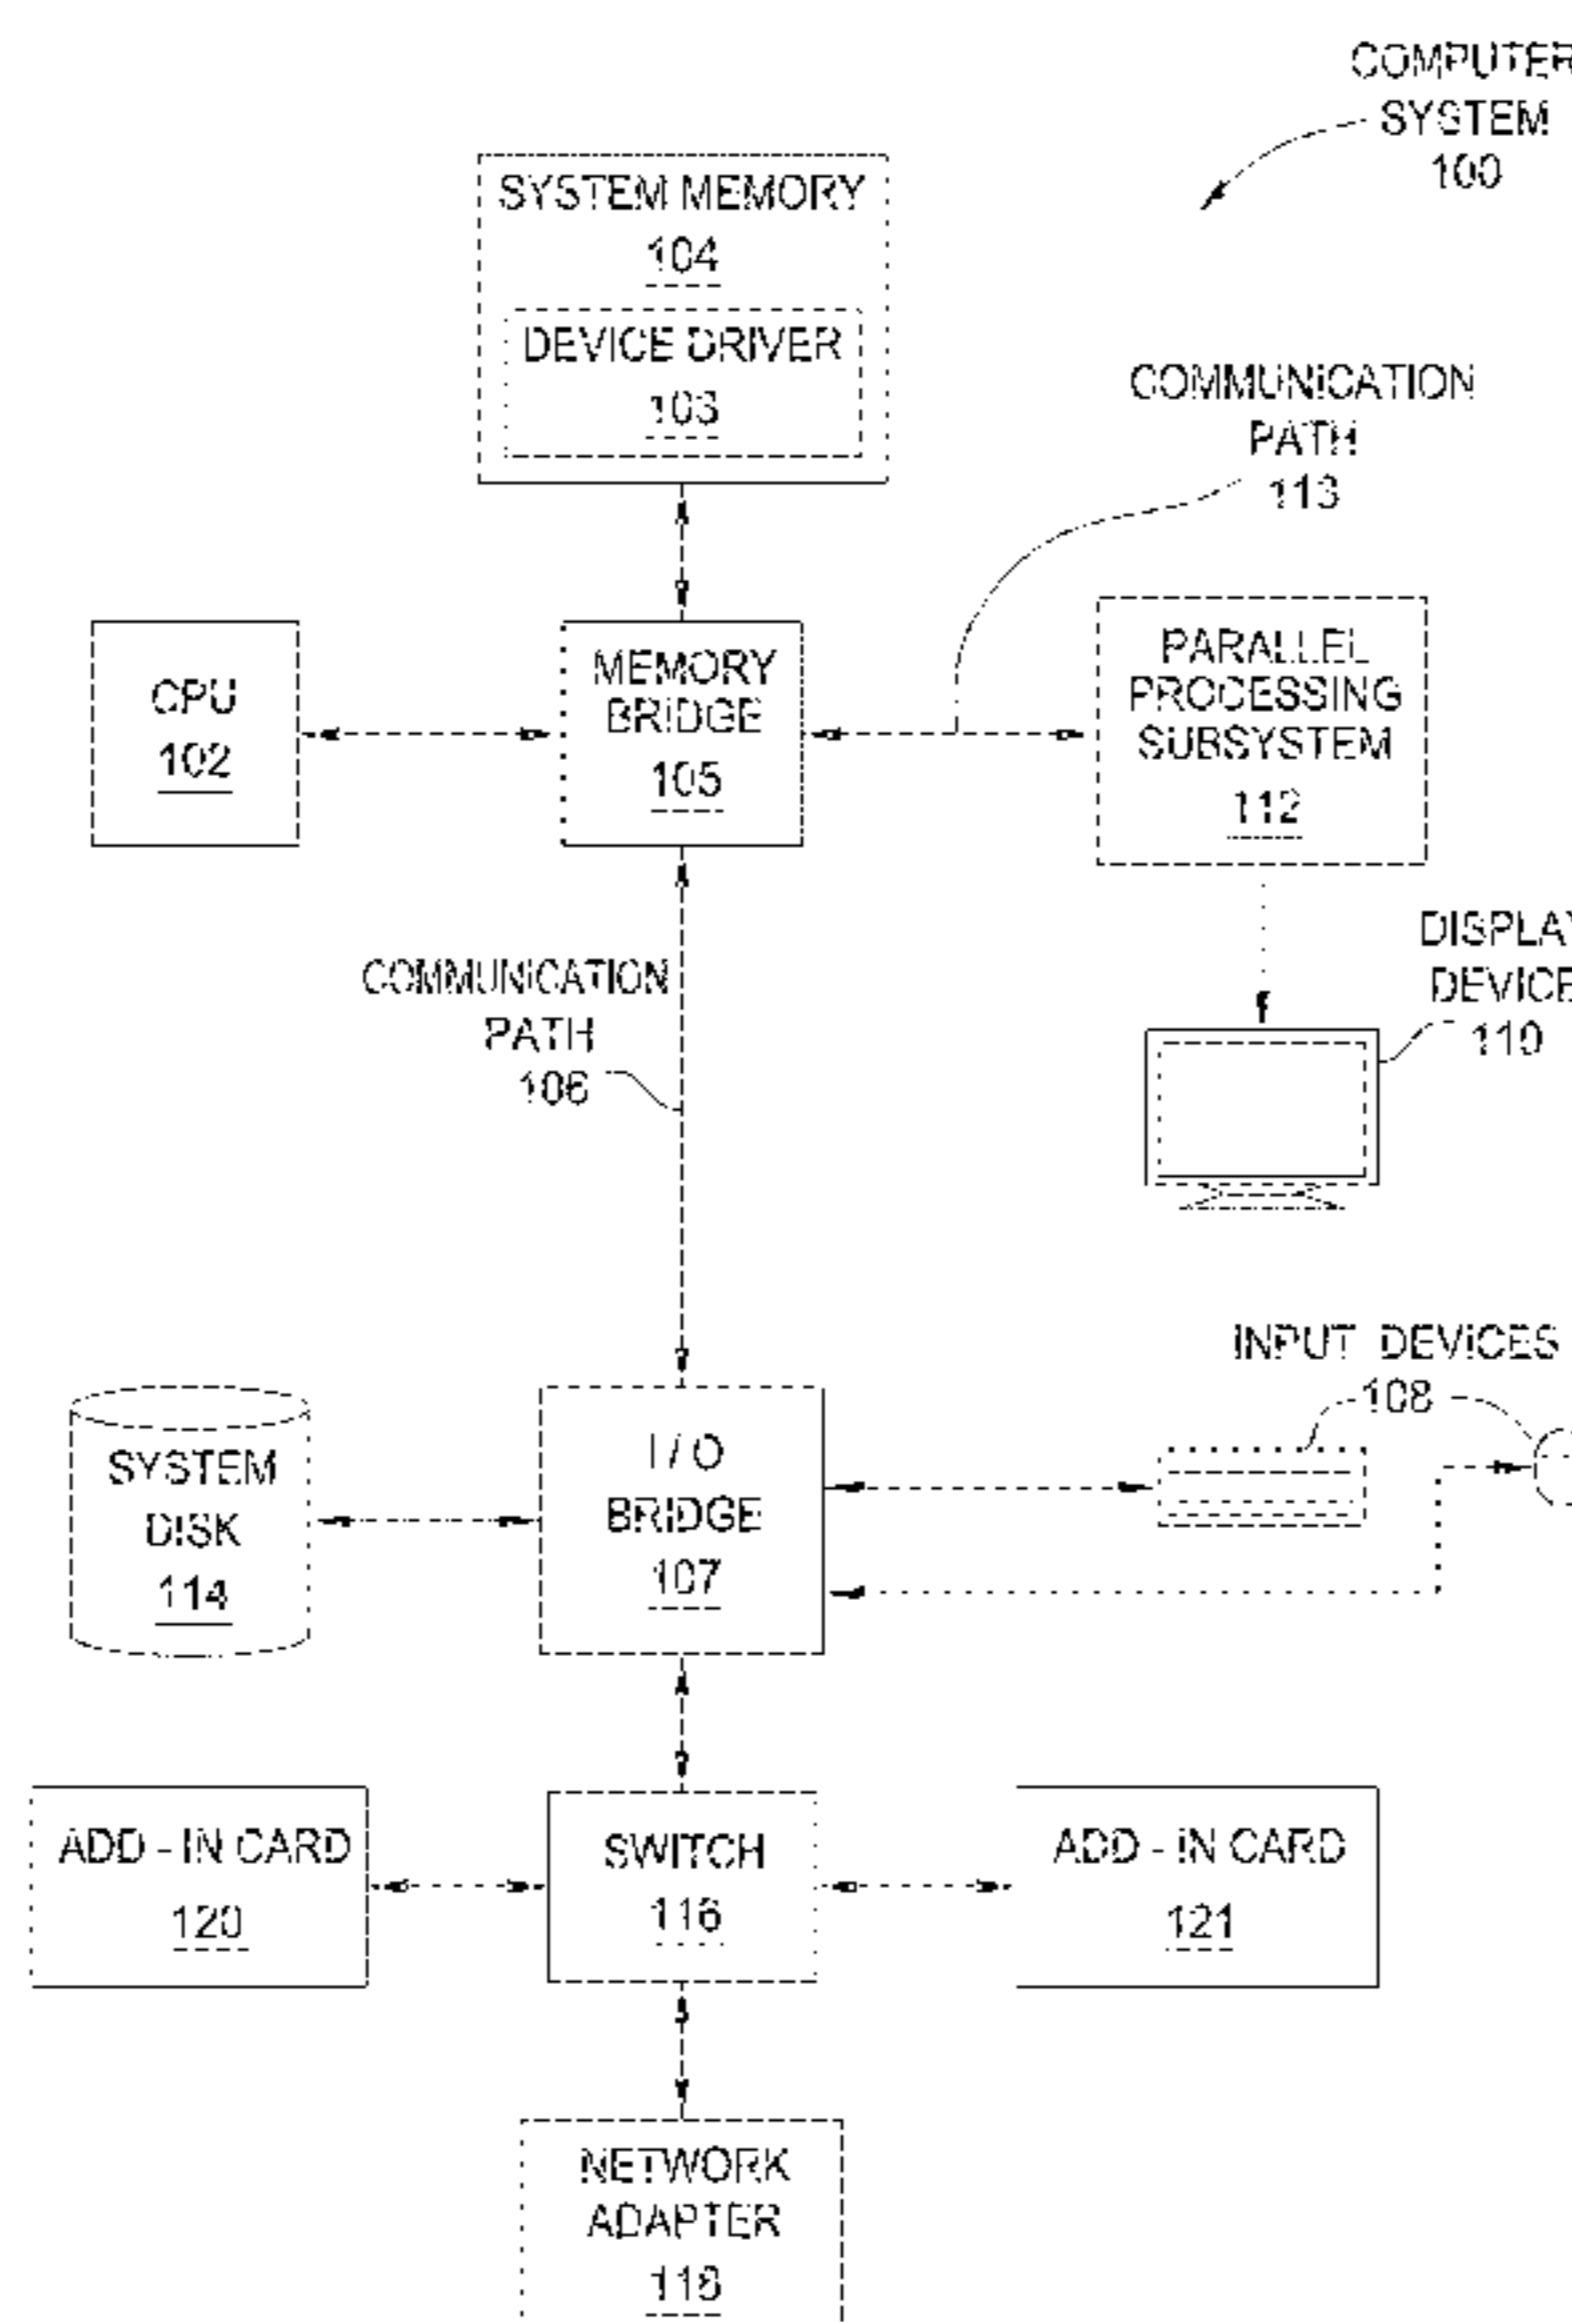 COMPUTER
SYSTEM
100
SYSTEM MEMORY
104
DEVICE DRIVER
103
COMMUNICATION
PATH
113
CPU
102
MEMORY
BRIDGE
105
PARALLEL
PROCESSING
SUBSYSTEM
112
COMMUNICATION
PATH
106
DISPLAY
DEVICE
110
INPUT DEVICES
108
SYSTEM
DISK
114
I / O
BRIDGE
107
ADD - IN CARD
120
SWITCH
116
ADD - IN CARD
121
NETWORK
ADAPTER
118